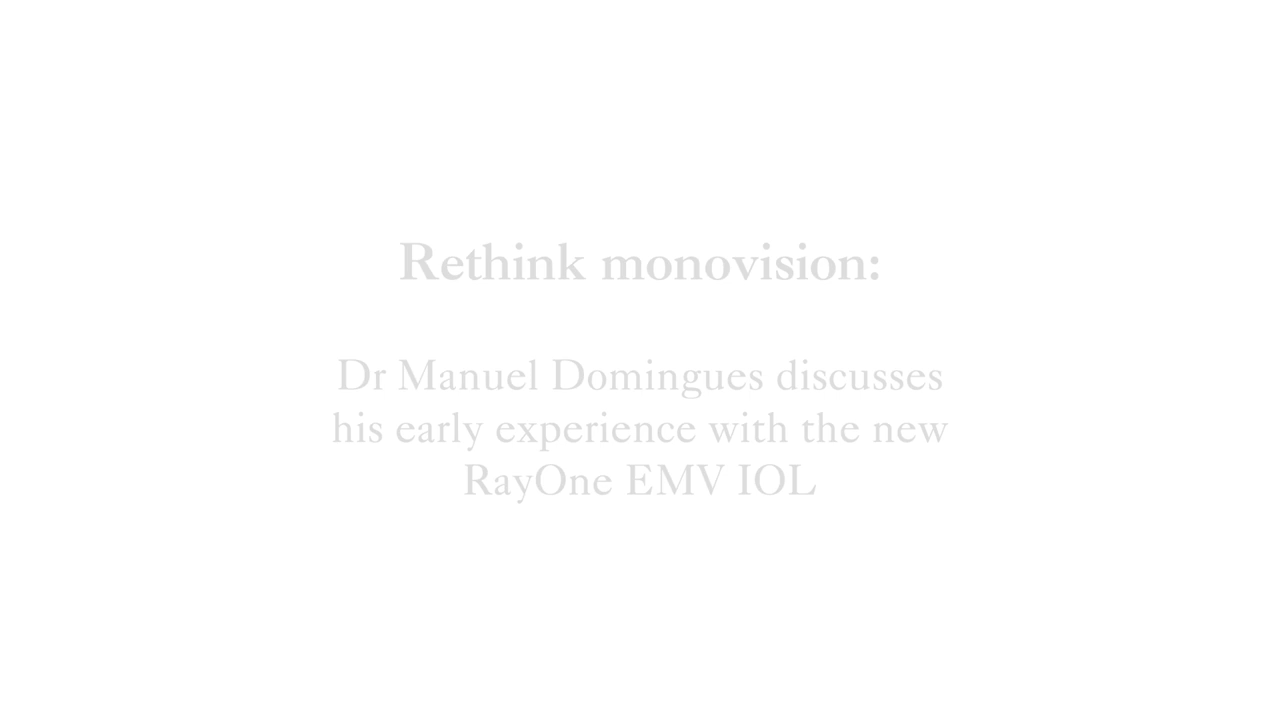 Rethink monovision:
Dr Manuel Domingues discusses
his early experience with the new
RayOne EMV IOL